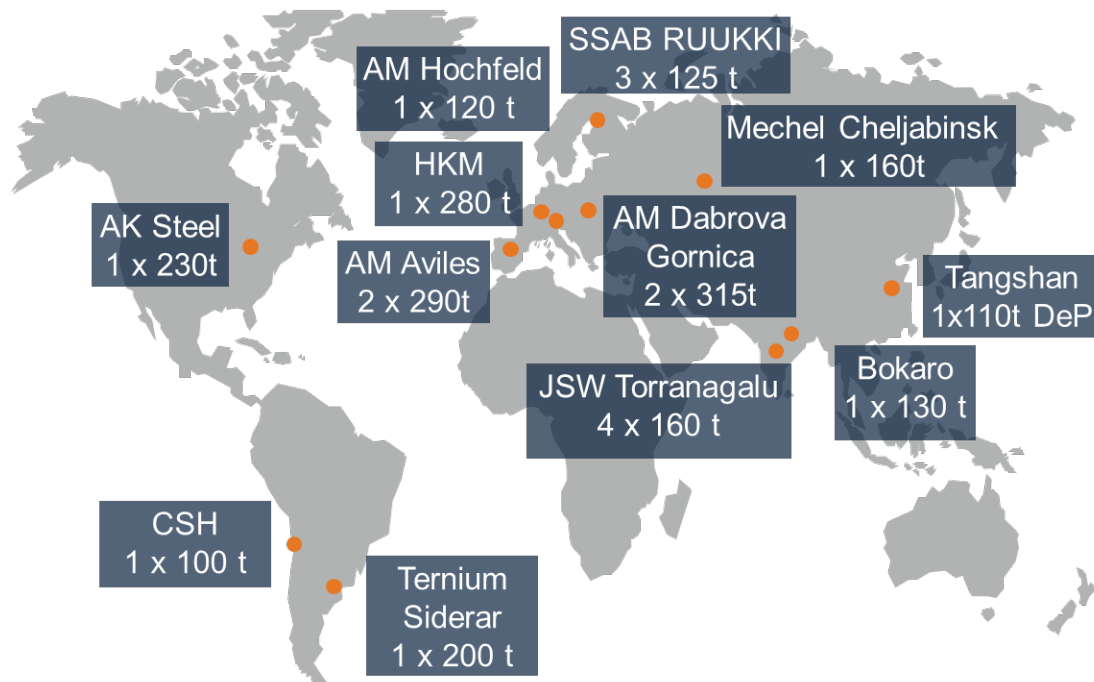 SSAB RUUKKI
3 x 125 t
AM Hochfeld
1 x 120 t
Mechel Cheljabinsk
1 x 160t
HKM
1 x 280 t
AK Steel
1 x 230t
AM Dabrova
Gornica
2 x 315t
AM Aviles
2 x 290t
Tangshan
1x110t DeP
JSW Torranagalu
4 x 160 t
Bokaro
1 x 130 t
CSH
1 x 100 t
Ternium
Siderar
1 x 200 t